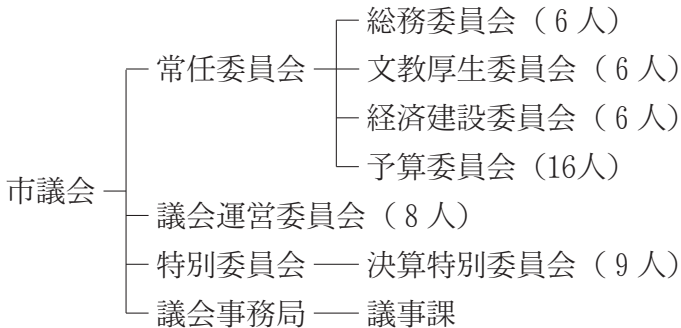 総務委員会（６人）
常任委員会
文教厚生委員会（６人）
経済建設委員会（６人）
予算委員会（16人）
市議会
議会運営委員会（８人）
特別委員会
決算特別委員会（９人）
議会事務局
議事課